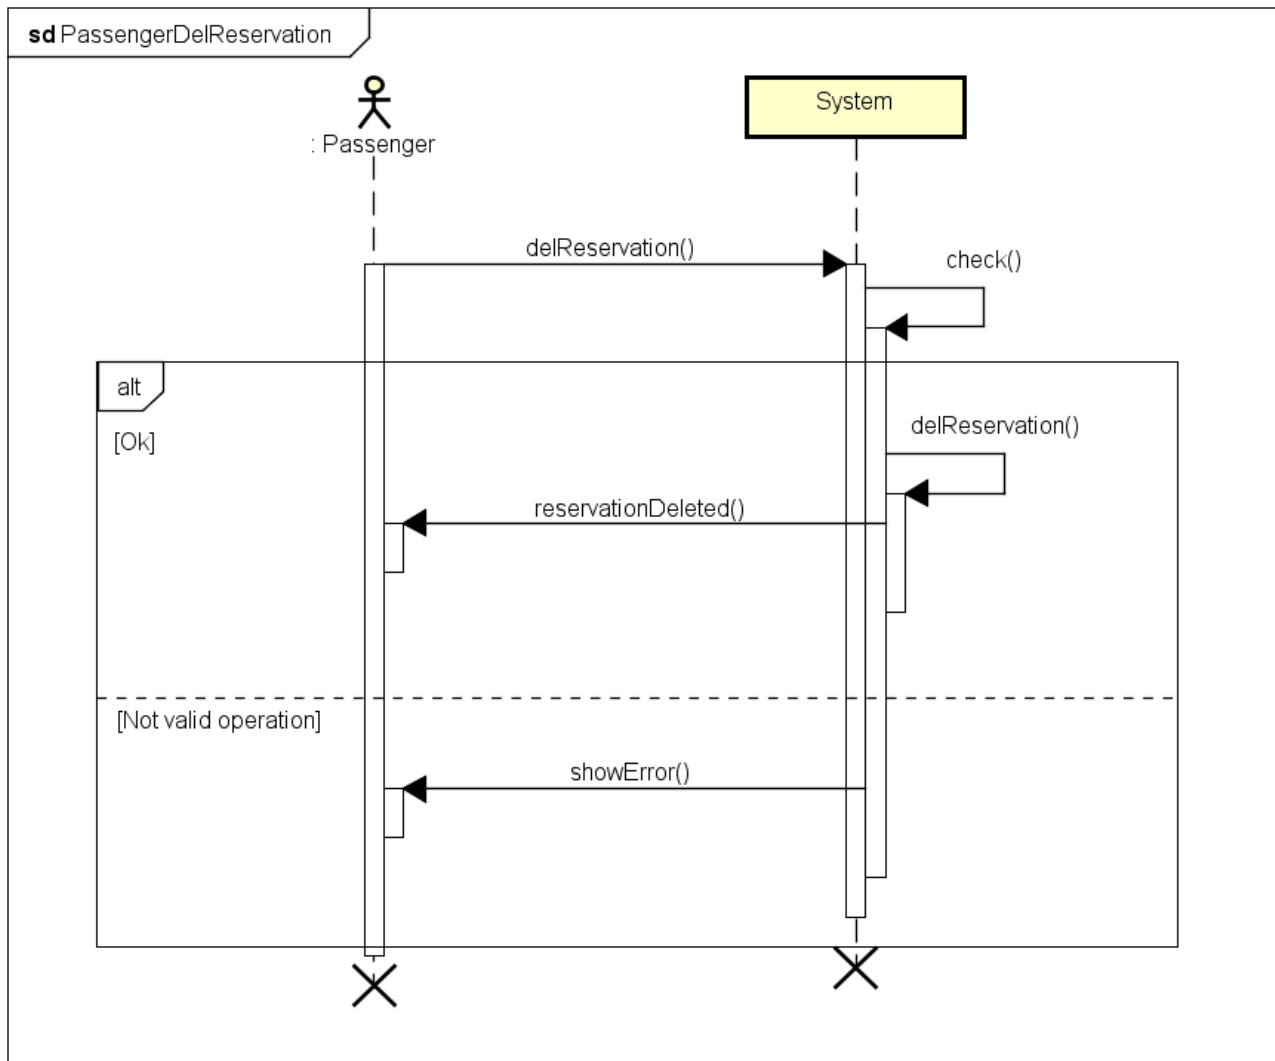 sd PassengerDelReservation
: Passenger
System
delReservation()
check()
alt
[Ok]
delReservation()
reservationDeleted()
[Not valid operation]
showError()